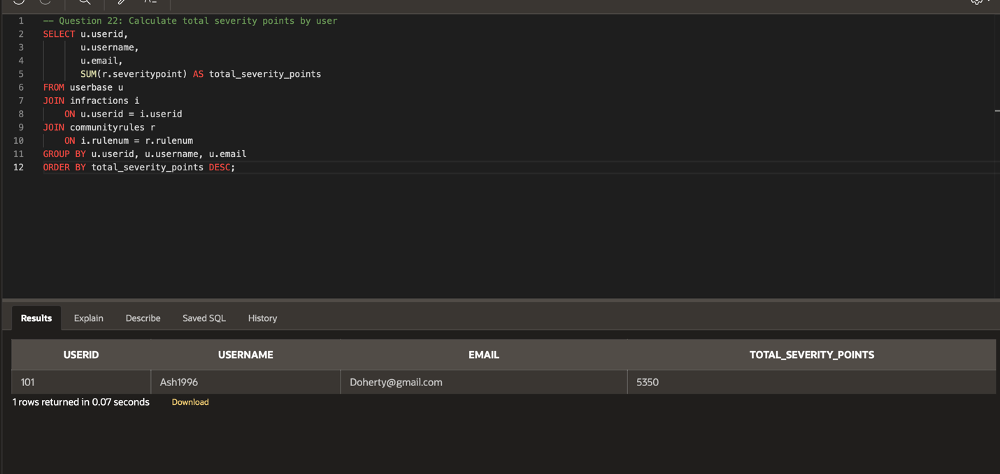 1 -- Question 22: Calculate total severity points by user
2 SELECT u.userid,
3 u.username,
4 u.email,
5 SUM(r.severitypoint) AS total_severity_points
6 FROM userbase u
7 JOIN infractions i
8 ON u.userid = i.userid
9 JOIN communityrules r
10 ON i.rulenum = r.rulenum
11 GROUP BY u.userid, u.username, u.email
12 ORDER BY total_severity_points DESC;
Results Explain Describe Saved SQL History
USERID USERNAME EMAIL TOTAL_SEVERITY_POINTS
101 Ash1996 Doherty@gmail.com 5350
1 rows returned in 0.07 seconds Download